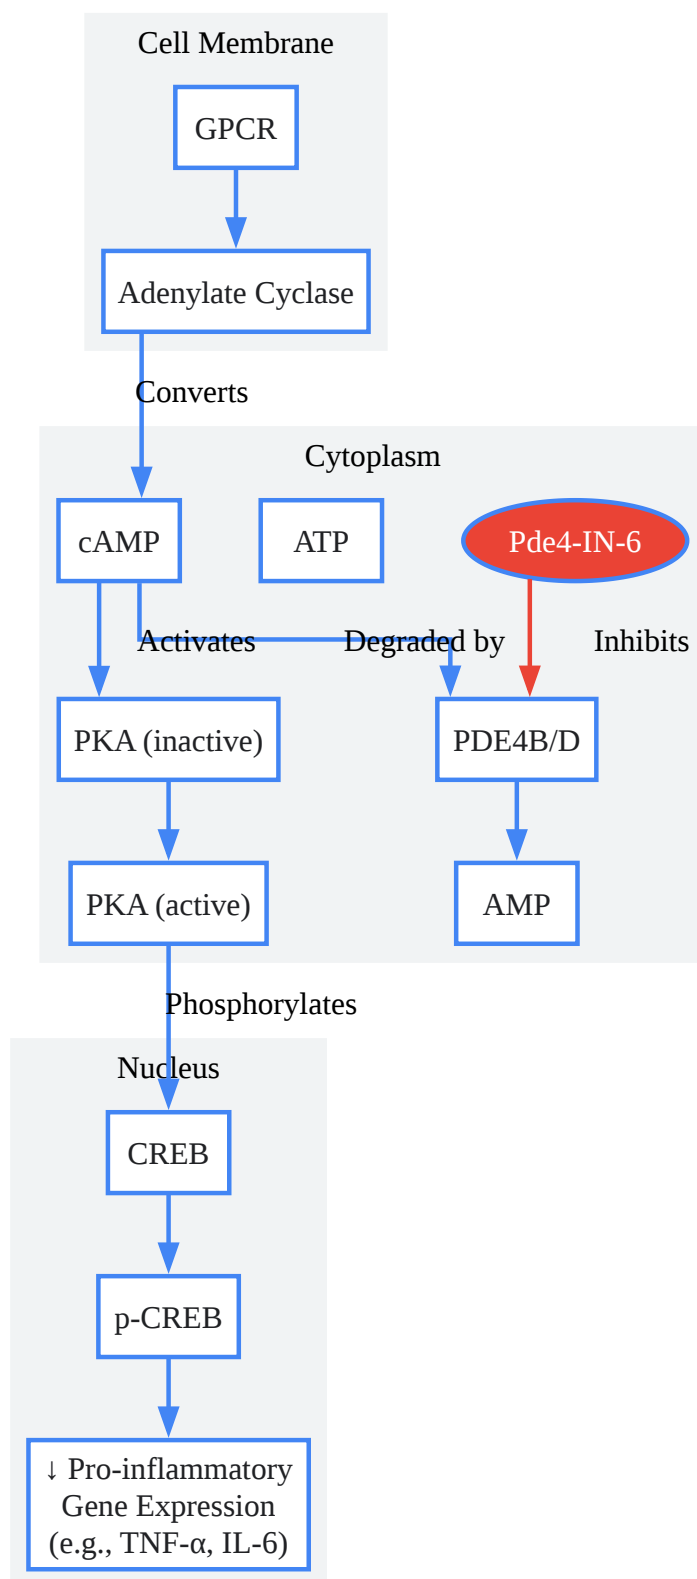 Cell Membrane
GPCR
Adenylate Cyclase
Converts
Cytoplasm
cAMP
ATP
Pde4-IN-6
Activates
Degraded by
Inhibits
PKA (inactive)
PDE4B/D
PKA (active)
AMP
Phosphorylates
Nucleus
CREB
p-CREB
↓ Pro-inflammatory
Gene Expression
(e.g., TNF-α, IL-6)